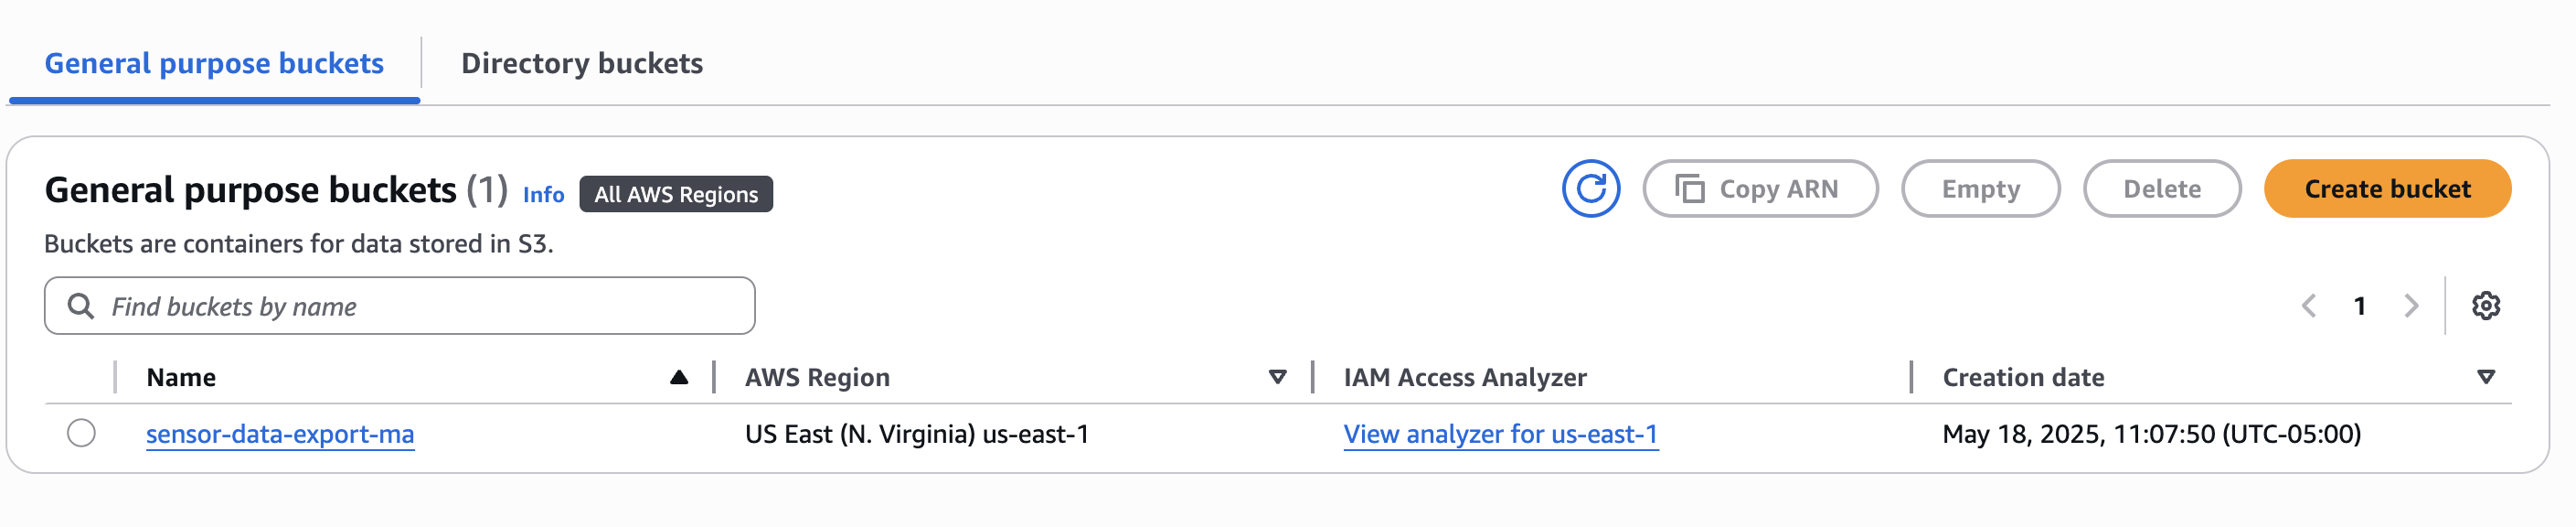 General purpose buckets
Directory buckets
General purpose buckets (1) Info All AWS Regions
Copy ARN
Empty
Delete
Create bucket
Buckets are containers for data stored in S3.
Find buckets by name
1
Name AWS Region IAM Access Analyzer Creation date
sensor-data-export-ma US East (N. Virginia) us-east-1 View analyzer for us-east-1 May 18, 2025, 11:07:50 (UTC-05:00)